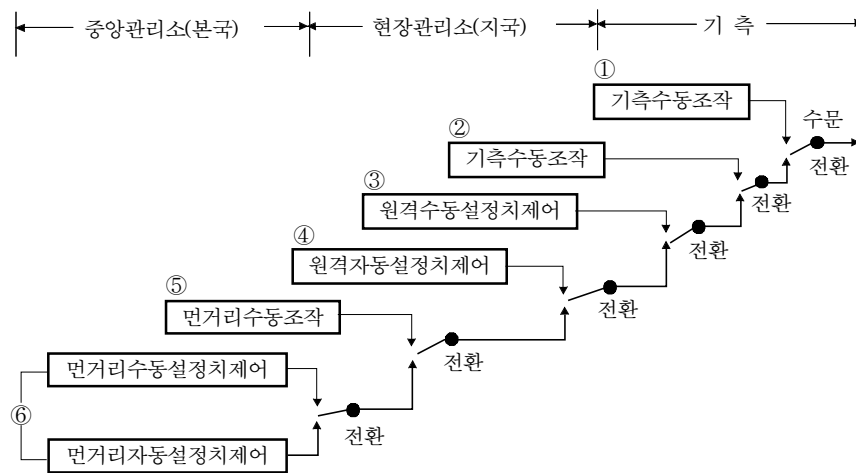 중앙관리소(본국) 현장관리소(지국) 기 측
①
기측수동조작
수문
②
전환
기측수동조작
③
전환
원격수동설정치제어
④
전환
원격자동설정치제어
⑤
전환
먼거리수동조작
전환
먼거리수동설정치제어
⑥
전환
먼거리자동설정치제어